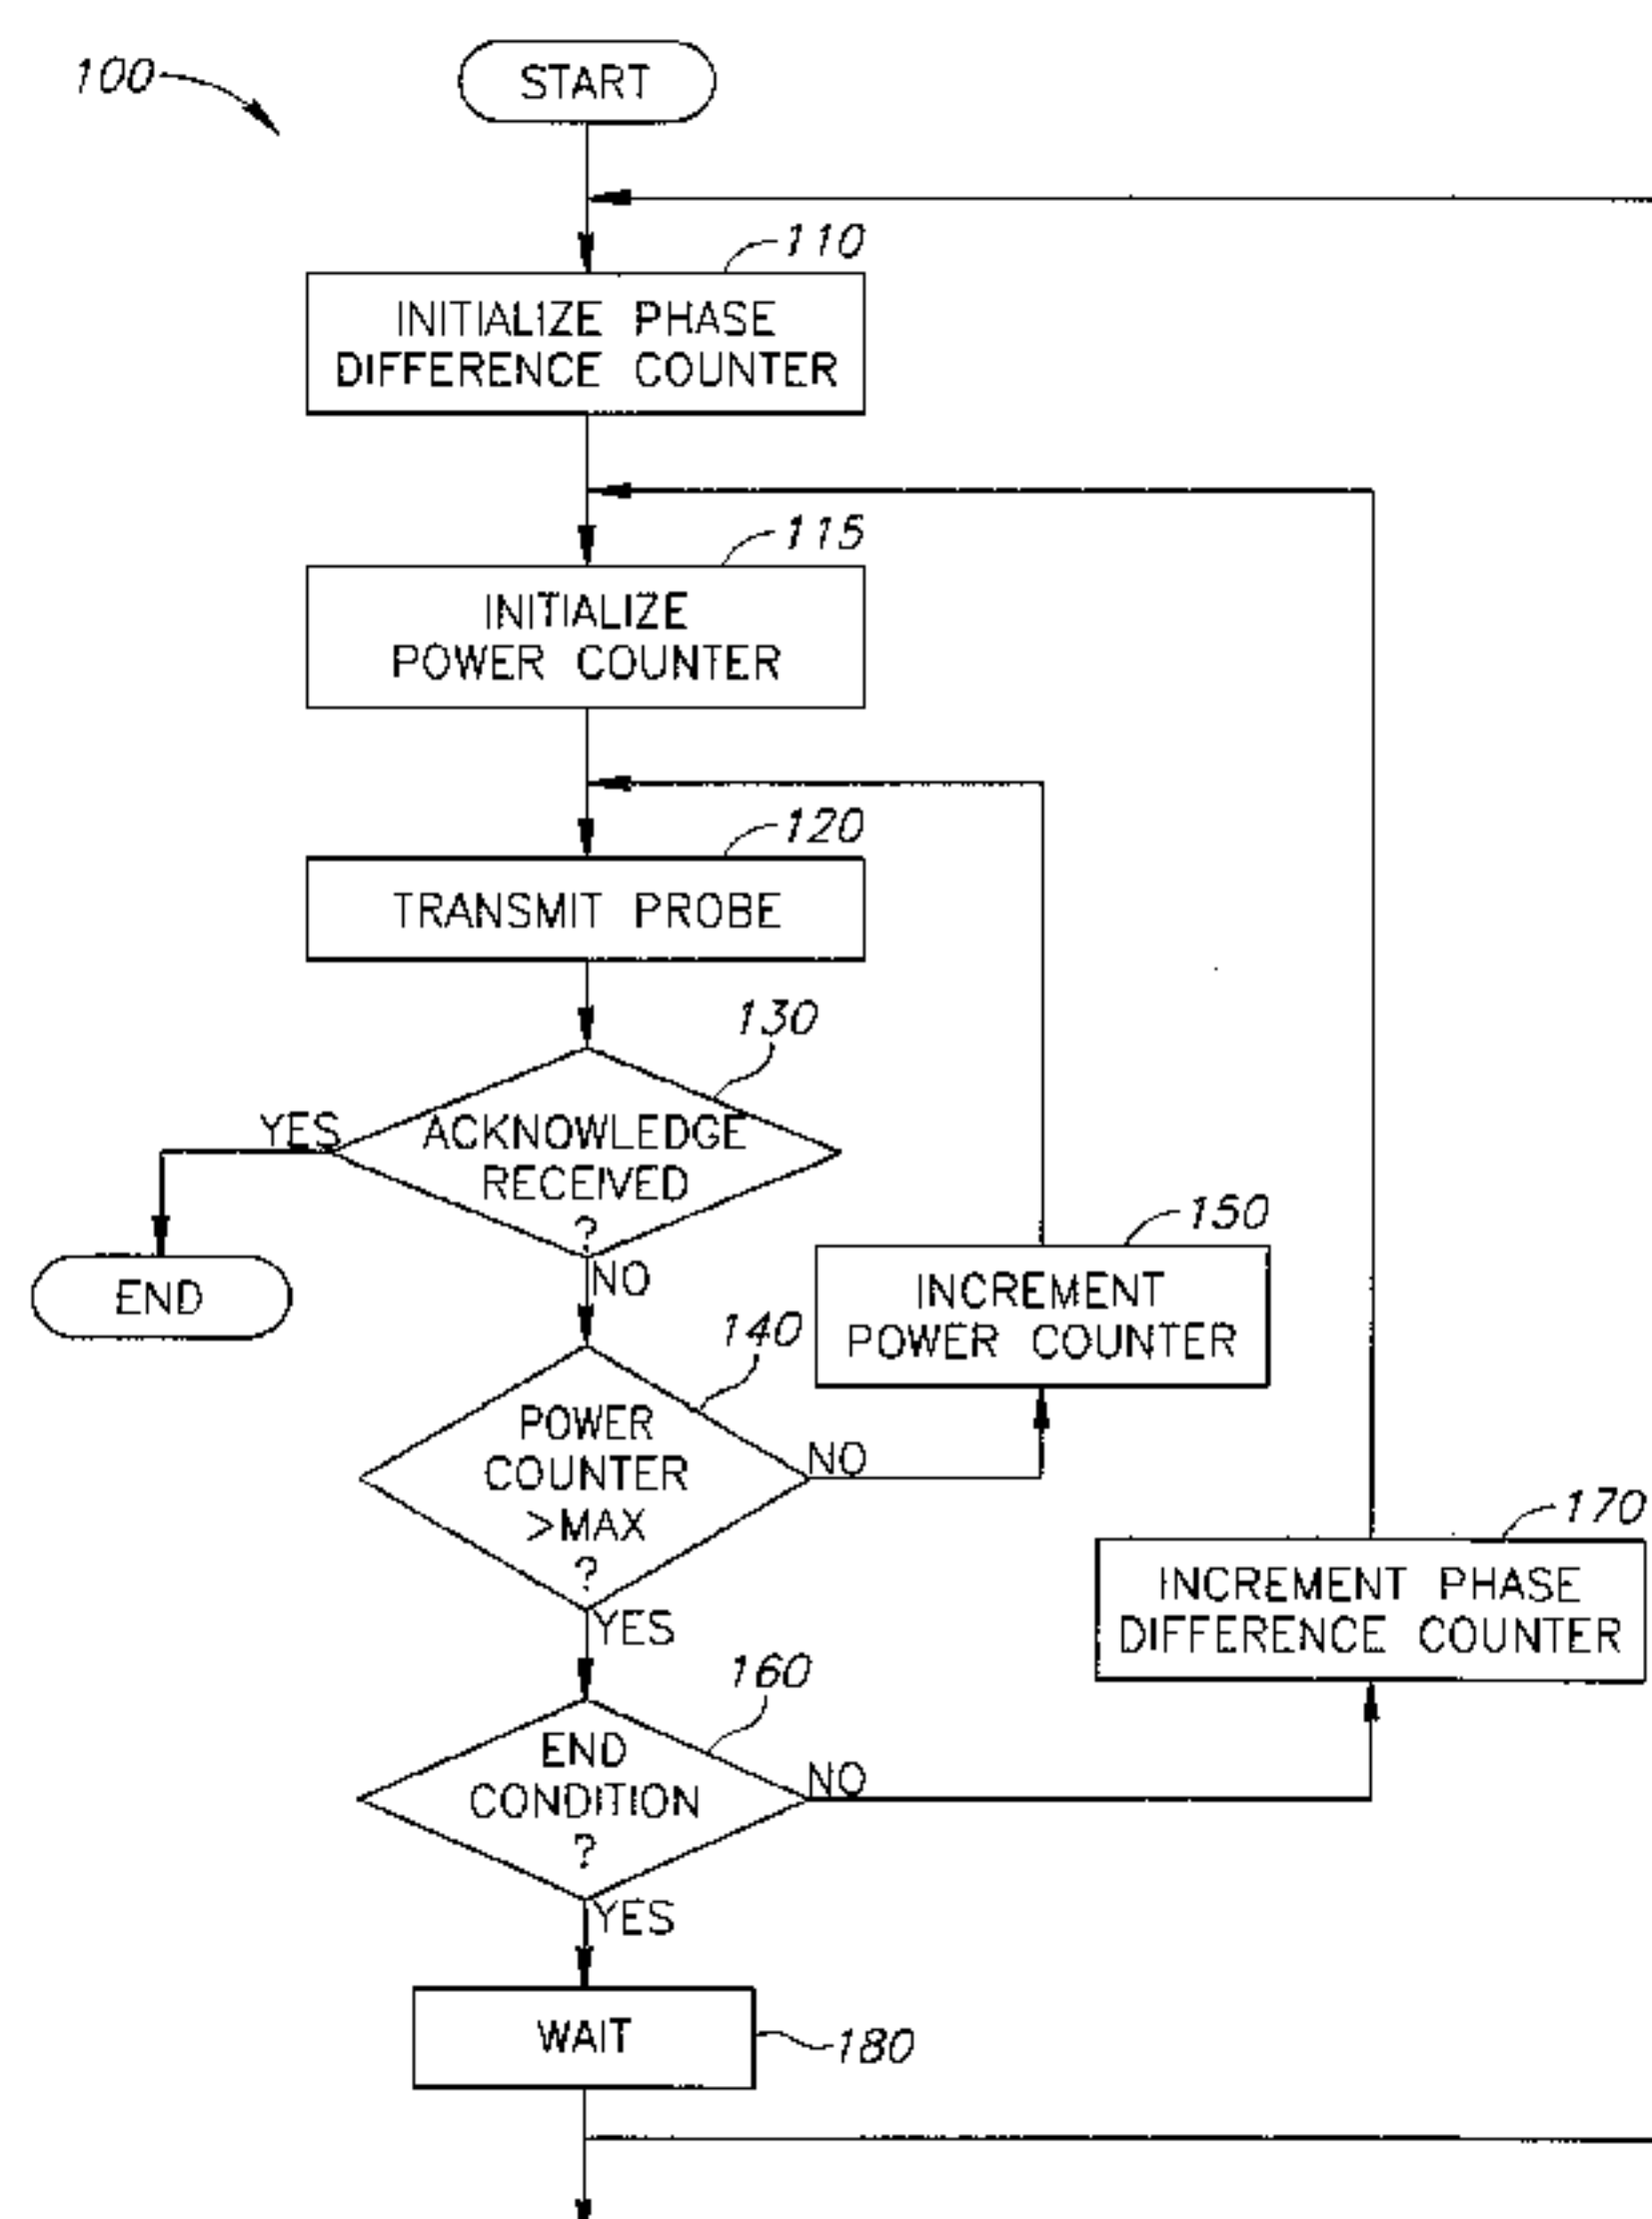 100
START
110
INITIALIZE PHASE
DIFFERENCE COUNTER
115
INITIALIZE
POWER COUNTER
120
TRANSMIT PROBE
130
YES
ACKNOWLEDGE
RECEIVED
?
NO
END
150
INCREMENT
POWER COUNTER
140
POWER
COUNTER
>MAX
?
NO
YES
170
INCREMENT PHASE
DIFFERENCE COUNTER
160
END
CONDITION
?
NO
YES
WAIT
180